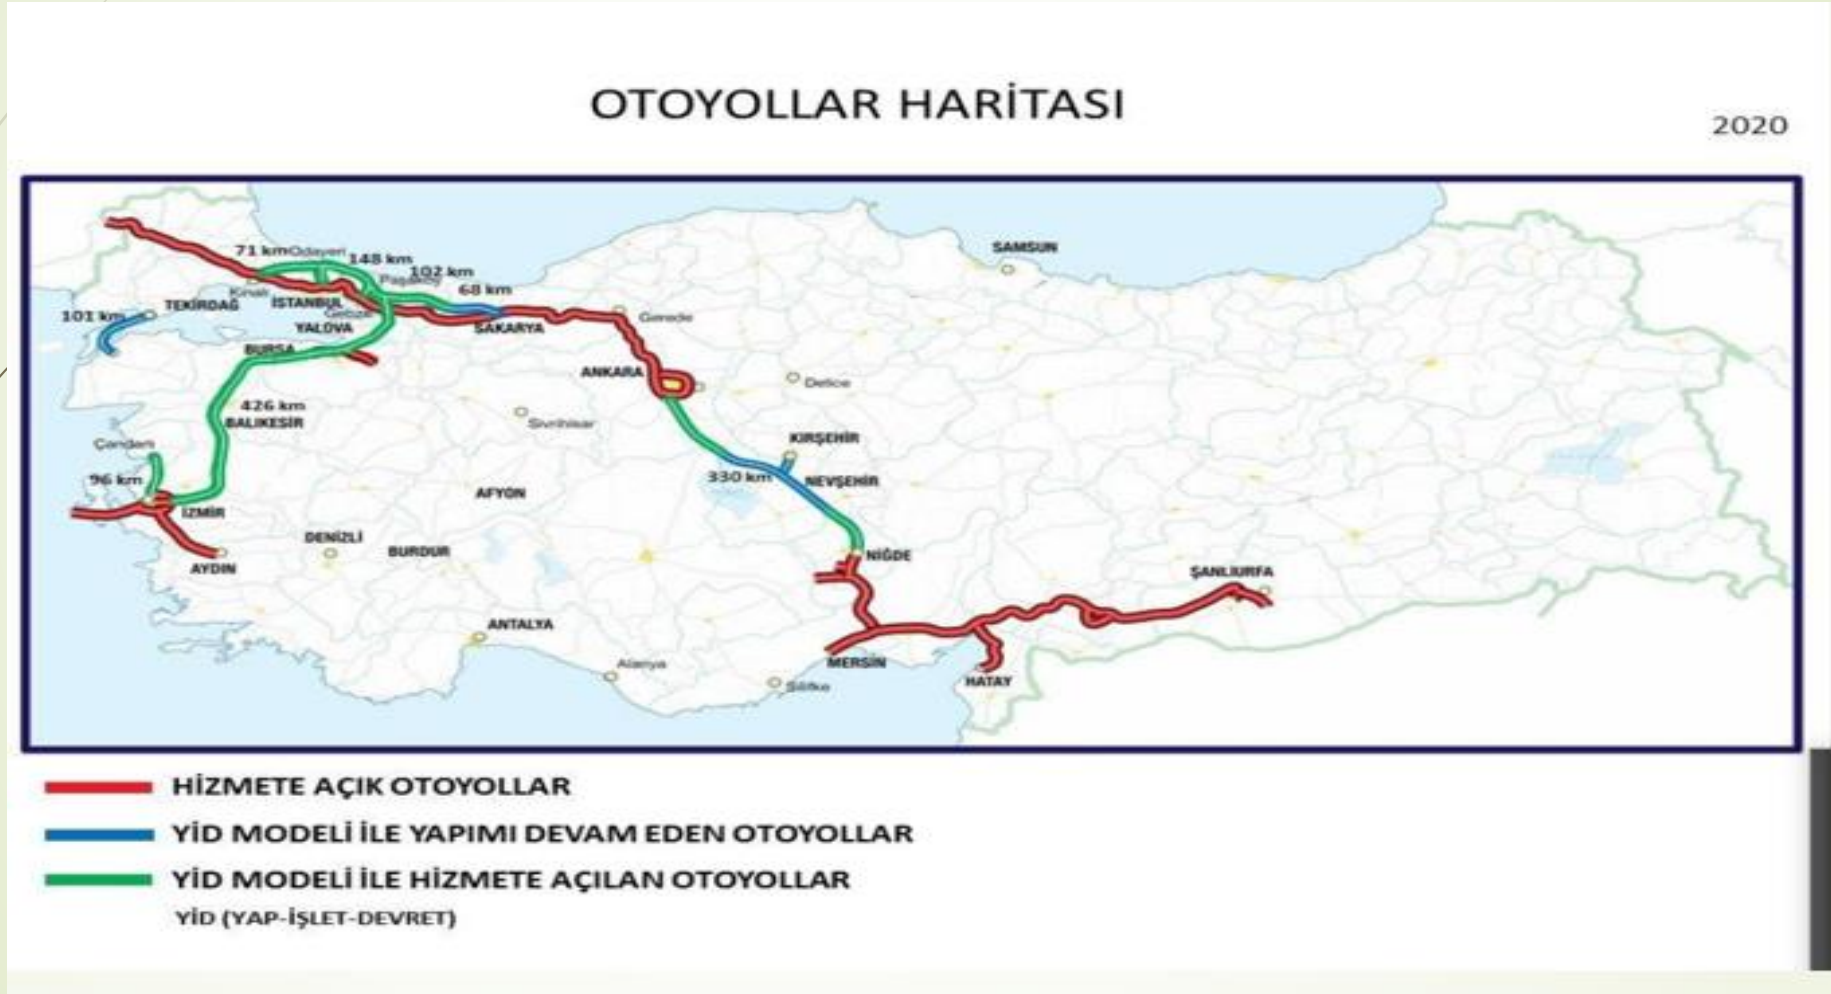 OTOYOLLAR HARİTASI
2020
SAMSUN
71 km
Odayeri
148 km
102 km
Paşaköy
68 km
Kınalı
TEKİRDAĞ
İSTANBUL
Gebze
101 km
YALOVA
SAKARYA
Gerede
BURSA
ANKARA
Delice
426 km
BALIKESİR
Sivrihisar
Çandarlı
KIRŞEHİR
96 km
330 km
NEVŞEHİR
AFYON
İZMİR
DENİZLİ
BURDUR
NİĞDE
AYDIN
ŞANLIURFA
ANTALYA
Alanya
MERSİN
Silifke
HATAY
HİZMETE AÇIK OTOYOLLAR
YİD MODELİ İLE YAPIMI DEVAM EDEN OTOYOLLAR
YİD MODELİ İLE HİZMETE AÇILAN OTOYOLLAR
YİD (YAP-İŞLET-DEVRET)